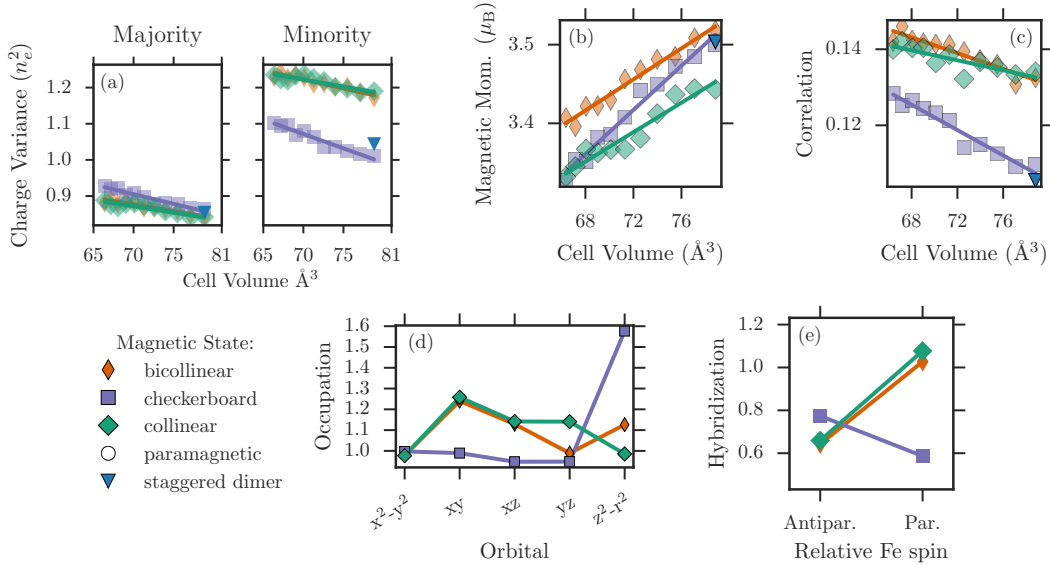 Majority
Minority
Charge Variance (n_e^2)
(a)
1.2
1.1
1.0
0.9
65
70
75
81
65
70
75
81
Cell Volume Å^3
Magnetic Mom. (μ_B)
(b)
3.5
3.4
68
72
76
Cell Volume (Å^3)
Correlation
(c)
0.14
0.12
68
72
76
Cell Volume (Å^3)
Magnetic State:
bicollinear
checkerboard
collinear
paramagnetic
staggered dimer
Occupation
(d)
1.6
1.4
1.3
1.2
1.1
1.0
x^2-y^2
xy
xz
yz
z^2-r^2
Orbital
Hybridization
(e)
1.2
1.0
0.8
0.6
Antipar.
Par.
Relative Fe spin